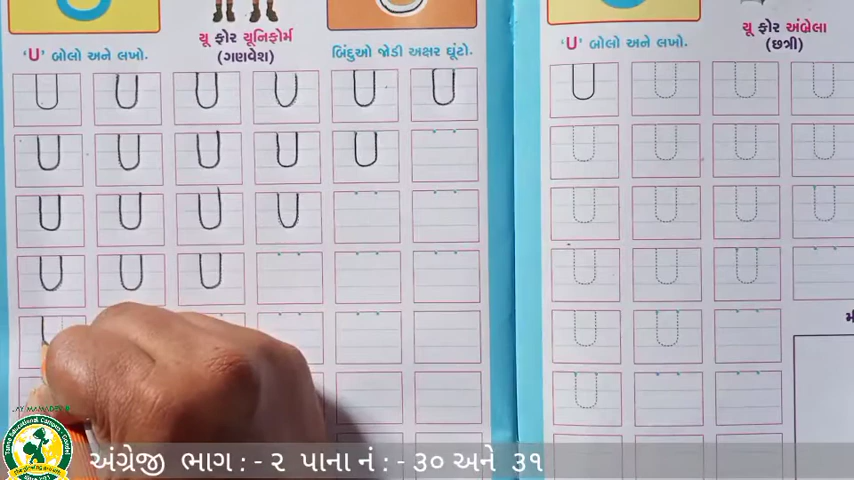 'U' બોલો અને લખો.
યૂ ફોર યૂનિફોર્મ
(ગણવેશ)
બિંદુઓ જોડી અક્ષર ઘૂંટો.
U U U U U U
U U U U U
U U U U
U U U
'U' બોલો અને લખો.
યૂ ફોર અંબ્રેલા
(છત્રી)
U U U U
U U U U
U U U U
U U U
U U
U
અંગ્રેજી ભાગ : - ૨ પાના નં : - ૩૦ અને ૩૧